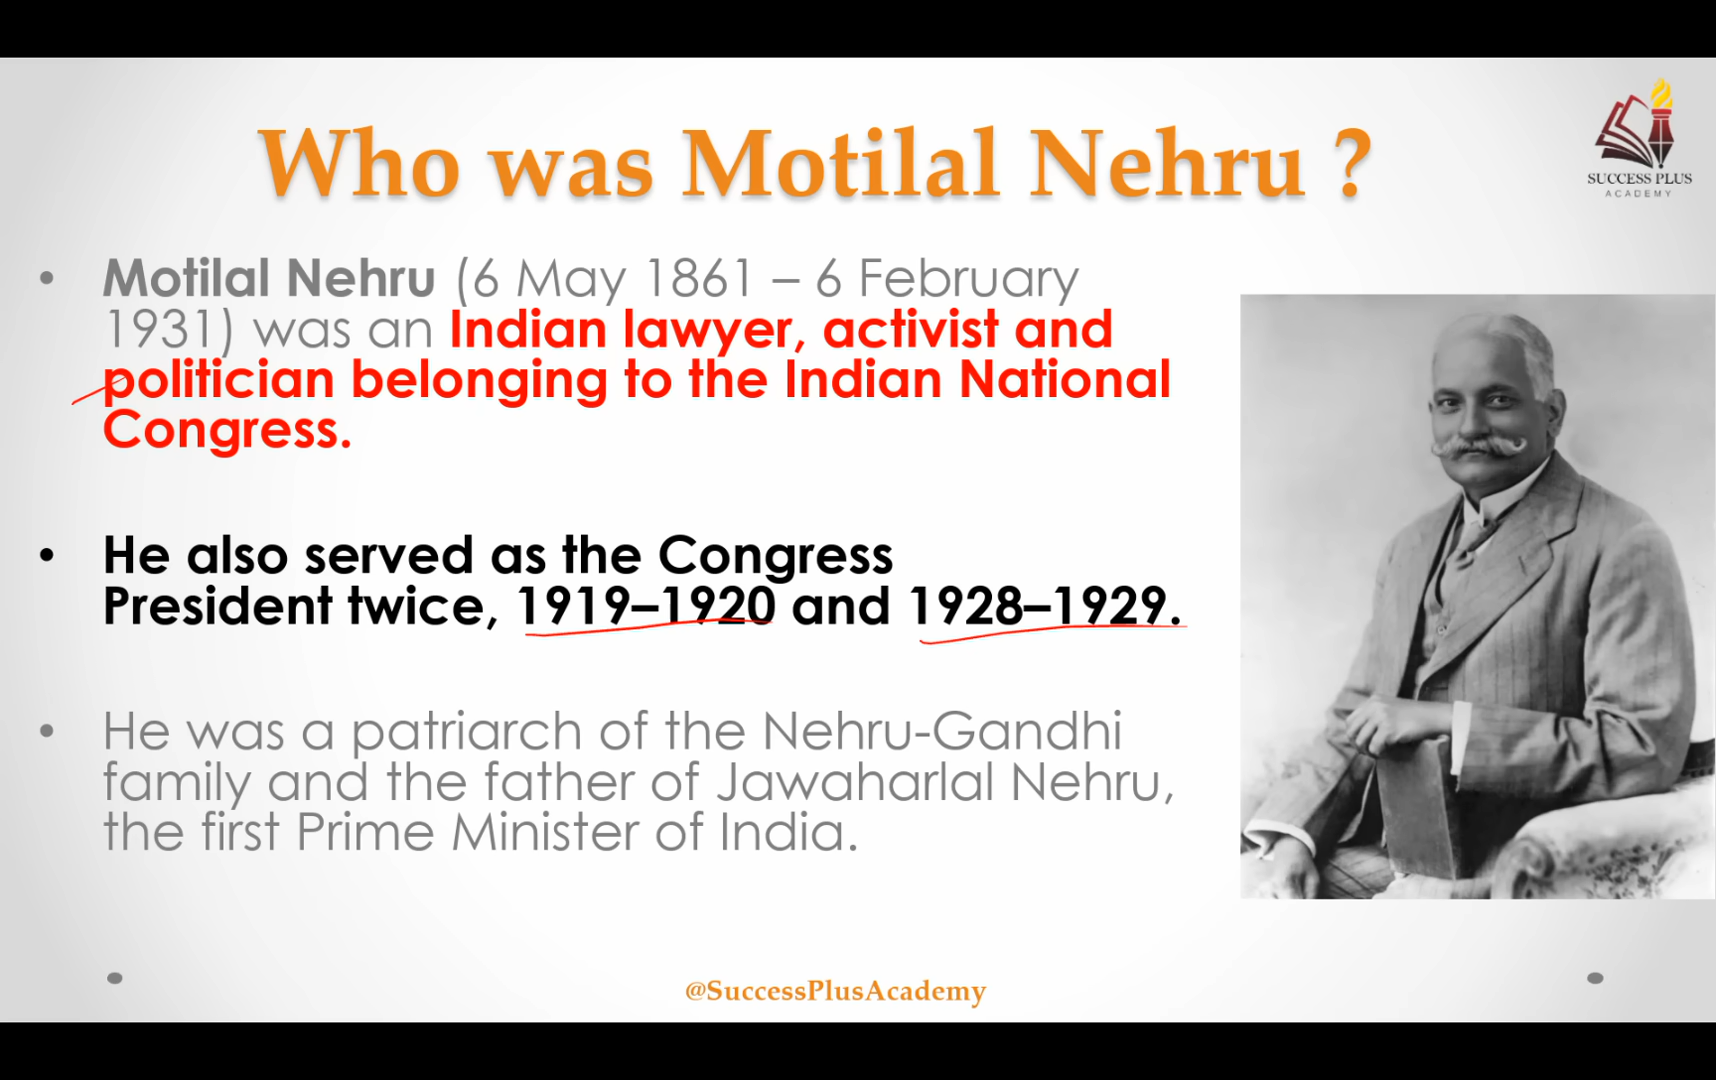 Who was Motilal Nehru ?
SUCCESS PLUS
ACADEMY
• Motilal Nehru (6 May 1861 – 6 February
1931) was an Indian lawyer, activist and
politician belonging to the Indian National
Congress.
• He also served as the Congress
President twice, 1919–1920 and 1928–1929.
• He was a patriarch of the Nehru-Gandhi
family and the father of Jawaharlal Nehru,
the first Prime Minister of India.
@SuccessPlusAcademy